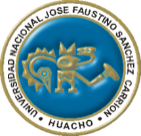 UNIVERSIDAD NACIONAL JOSE FAUSTINO SANCHEZ CARRION
• HUACHO •